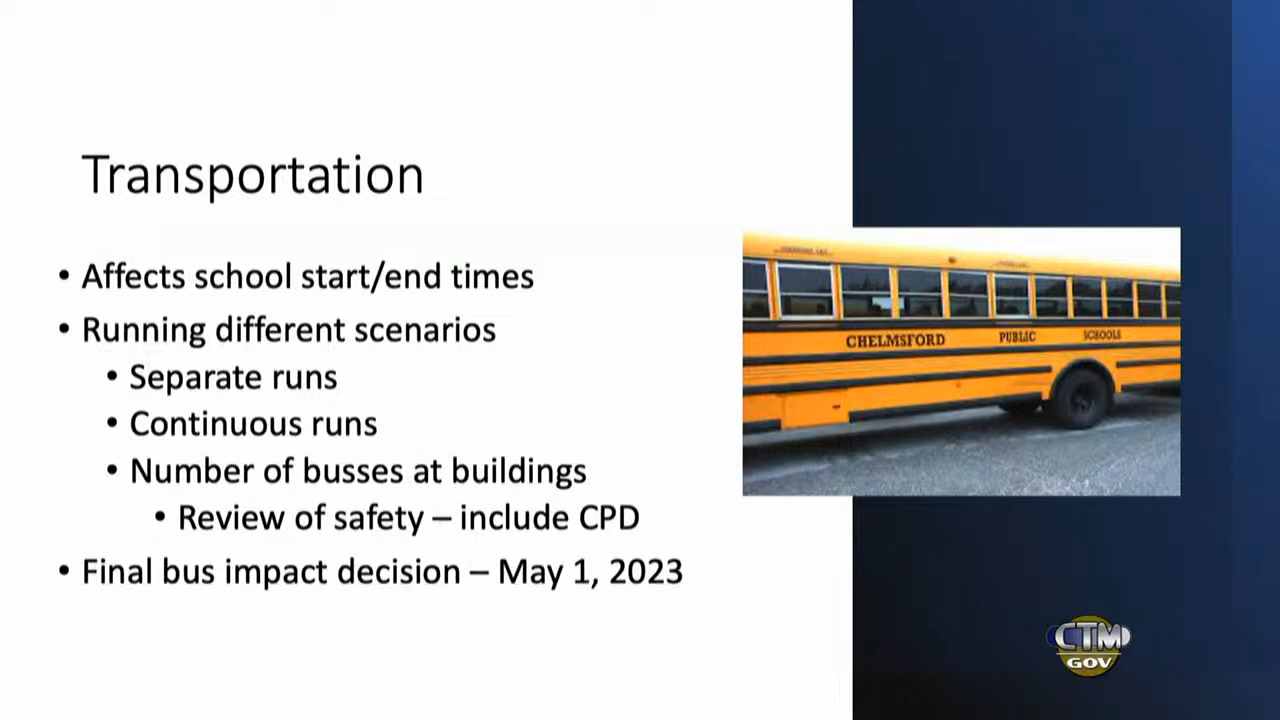 Transportation
• Affects school start/end times
• Running different scenarios
• Separate runs
• Continuous runs
• Number of busses at buildings
• Review of safety – include CPD
• Final bus impact decision – May 1, 2023
CHELMSFORD PUBLIC SCHOOLS
CTM
GOV